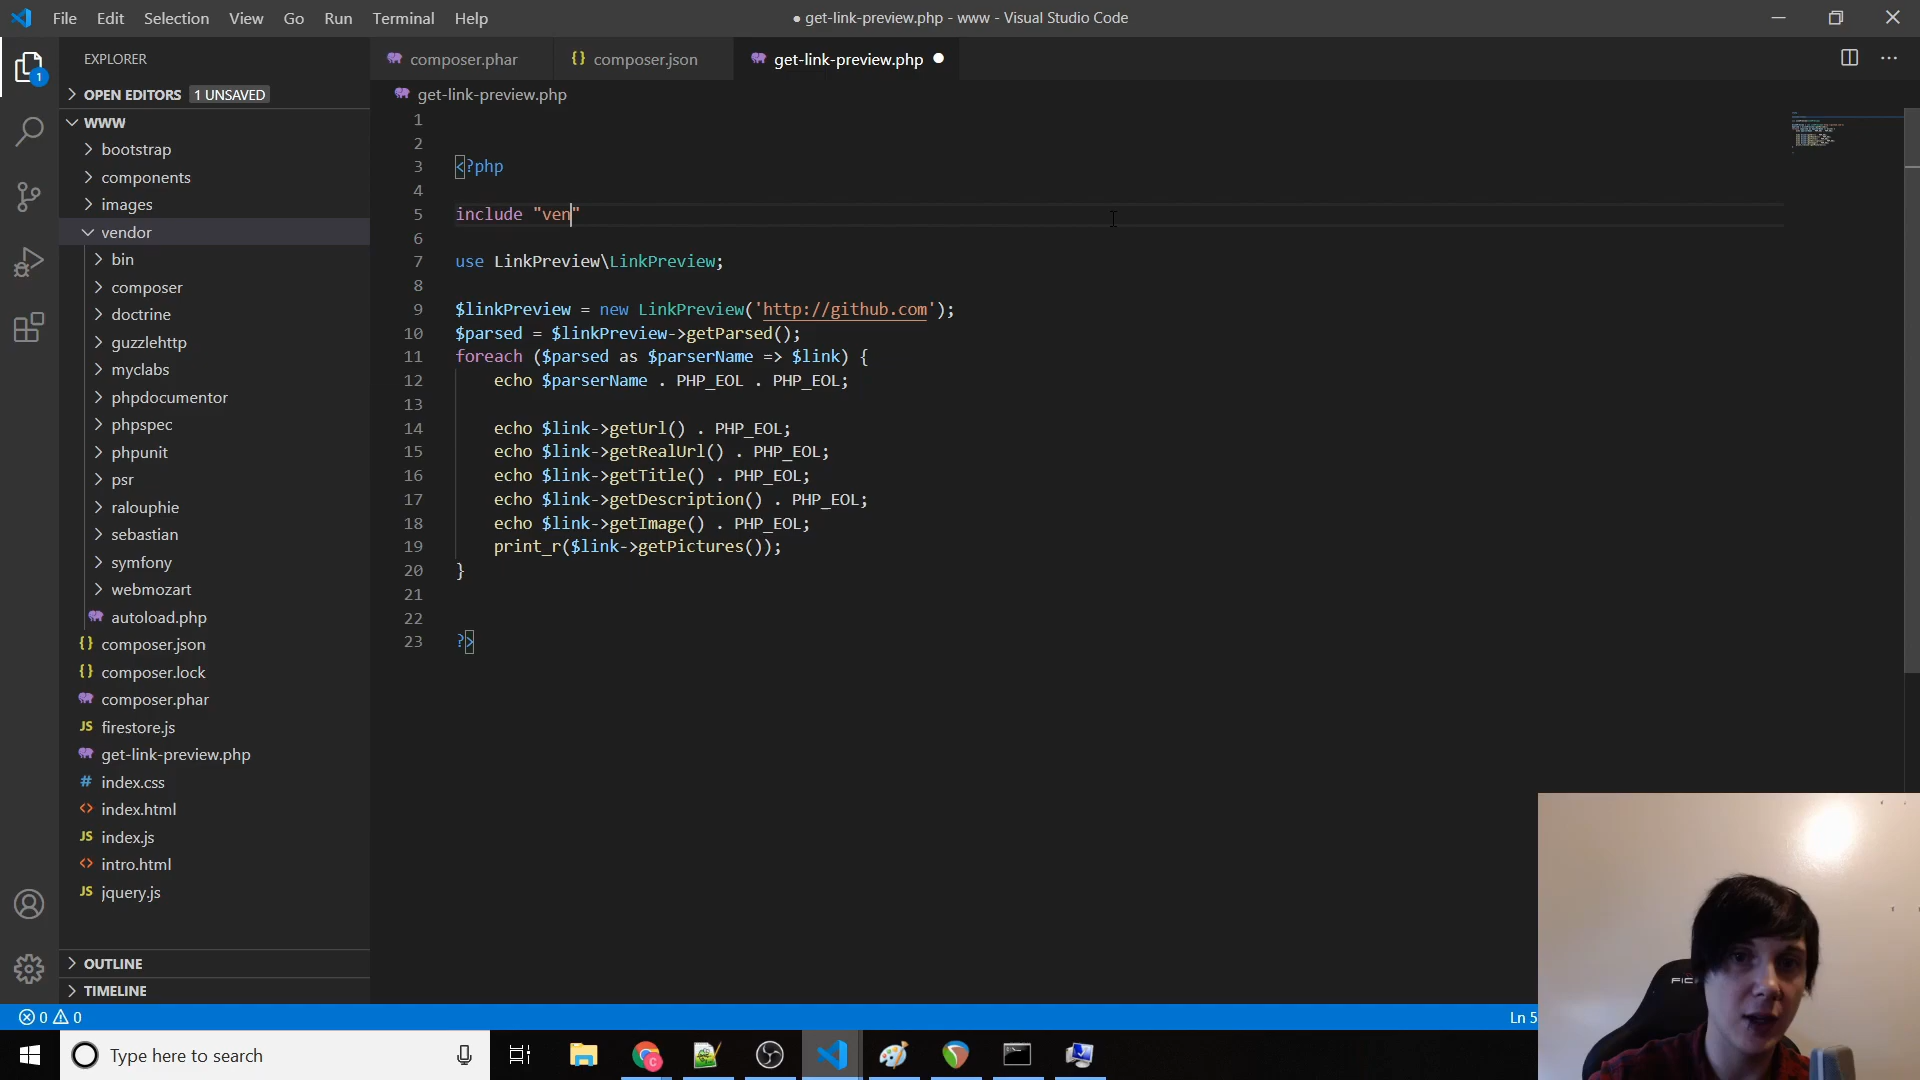 File Edit Selection View Go Run Terminal Help
● get-link-preview.php - www - Visual Studio Code
EXPLORER
OPEN EDITORS 1 UNSAVED
WWW
bootstrap
components
images
vendor
bin
composer
doctrine
guzzlehttp
myclabs
phpdocumentor
phpspec
phpunit
psr
ralouphie
sebastian
symfony
webmozart
autoload.php
{} composer.json
{} composer.lock
composer.phar
JS firestore.js
get-link-preview.php
# index.css
<> index.html
JS index.js
<> intro.html
JS jquery.js
OUTLINE
TIMELINE
1
composer.phar {} composer.json get-link-preview.php
get-link-preview.php
1
2
3 <?php
4
5 include "ven"
6
7 use LinkPreview\LinkPreview;
8
9 $linkPreview = new LinkPreview('http://github.com');
10 $parsed = $linkPreview->getParsed();
11 foreach ($parsed as $parserName => $link) {
12 echo $parserName . PHP_EOL . PHP_EOL;
13
14 echo $link->getUrl() . PHP_EOL;
15 echo $link->getRealUrl() . PHP_EOL;
16 echo $link->getTitle() . PHP_EOL;
17 echo $link->getDescription() . PHP_EOL;
18 echo $link->getImage() . PHP_EOL;
19 print_r($link->getPictures());
20 }
21
22
23 ?>
0 0
Ln 5
Type here to search